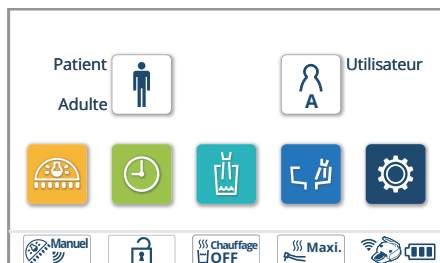 Patient
Utilisateur
Adulte
A
Manuel
Chauffage
OFF
Maxi.